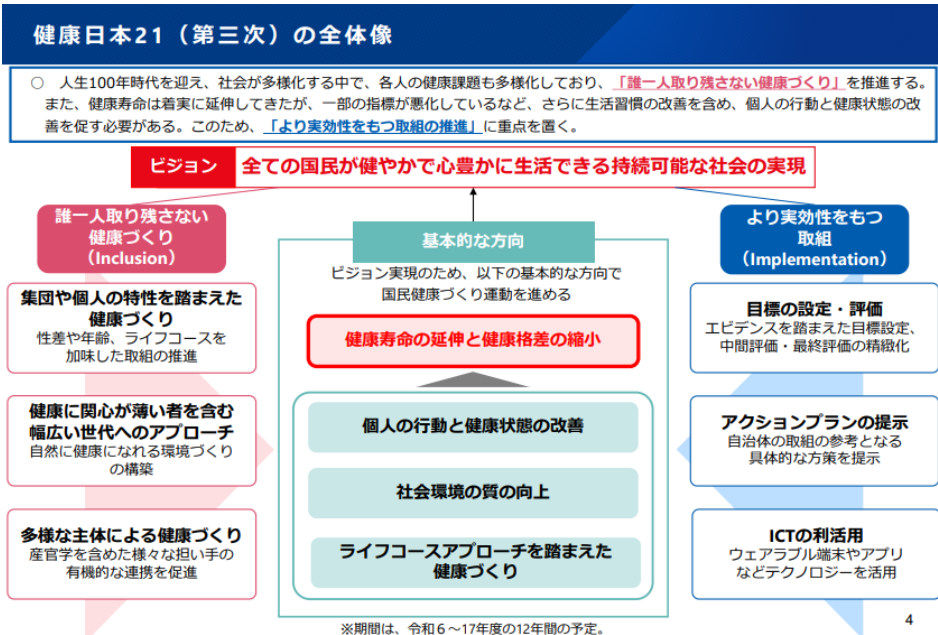 健康日本21（第三次）の全体像
○　人生100年時代を迎え、社会が多様化する中で、各人の健康課題も多様化しており、「誰一人取り残さない健康づくり」を推進する。
また、健康寿命は着実に延伸してきたが、一部の指標が悪化しているなど、さらに生活習慣の改善を含め、個人の行動と健康状態の改
善を促す必要がある。このため、「より実効性をもつ取組の推進」に重点を置く。
ビジョン　全ての国民が健やかで心豊かに生活できる持続可能な社会の実現
誰一人取り残さない
健康づくり
（Inclusion）
集団や個人の特性を踏まえた
健康づくり
性差や年齢、ライフコースを
加味した取組の推進
健康に関心が薄い者を含む
幅広い世代へのアプローチ
自然に健康になれる環境づくり
の構築
多様な主体による健康づくり
産官学を含めた様々な担い手の
有機的な連携を促進
基本的な方向
ビジョン実現のため、以下の基本的な方向で
国民健康づくり運動を進める
健康寿命の延伸と健康格差の縮小
個人の行動と健康状態の改善
社会環境の質の向上
ライフコースアプローチを踏まえた
健康づくり
より実効性をもつ
取組
（Implementation）
目標の設定・評価
エビデンスを踏まえた目標設定、
中間評価・最終評価の精緻化
アクションプランの提示
自治体の取組の参考となる
具体的な方策を提示
ICTの利活用
ウェアラブル端末やアプリ
などテクノロジーを活用
※期間は、令和６～17年度の12年間の予定。
4